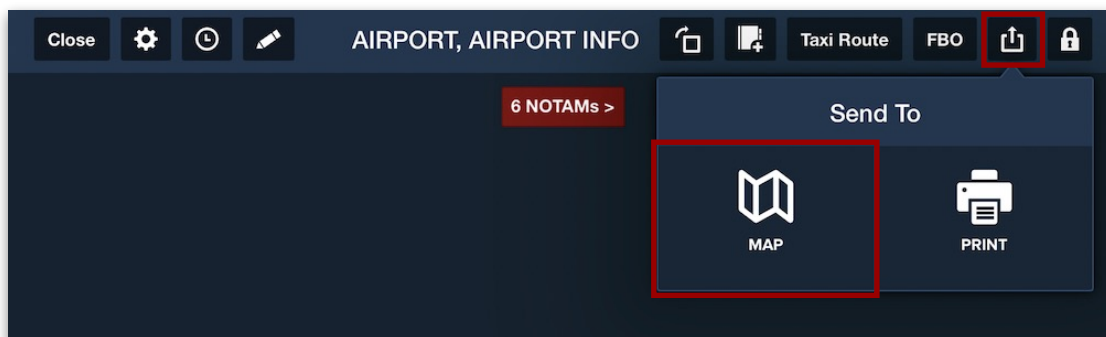 Close
AIRPORT, AIRPORT INFO
Taxi Route
FBO
6 NOTAMs >
Send To
MAP
PRINT